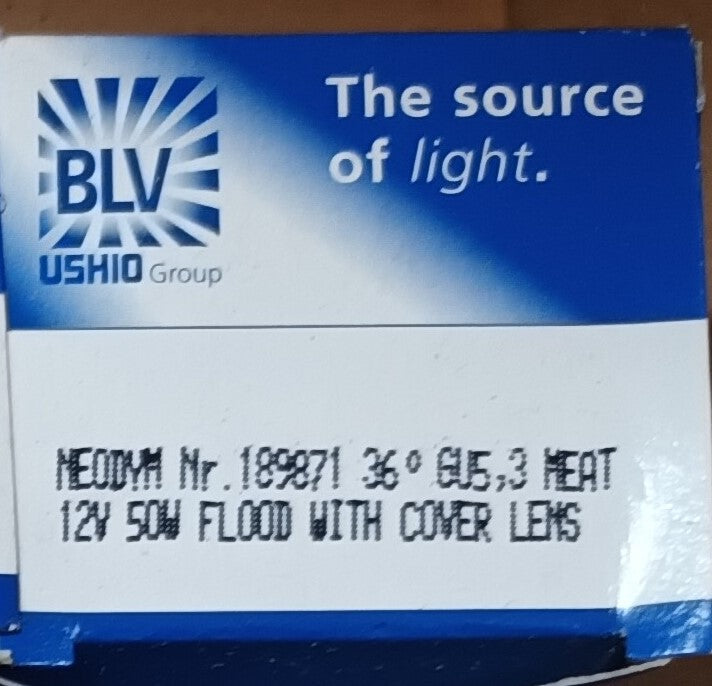 The source
of light.
BLV
USHIO Group
NEODYM Nr.189871 36° GU5,3 MEAT
12V 50W FLOOD WITH COVER LENS